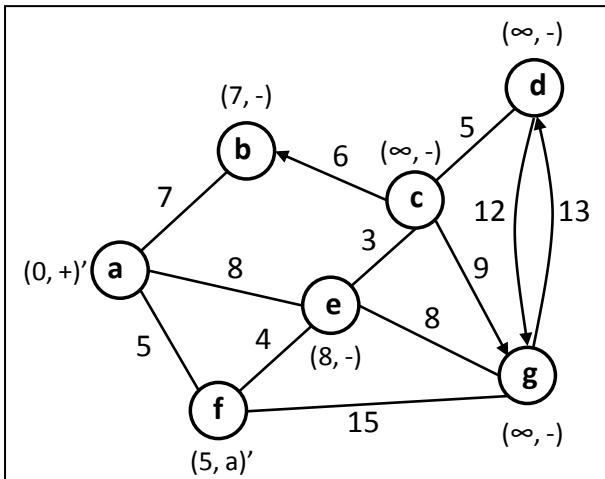 (∞, -)
d
(7, -)
b
6
(∞, -)
5
c
7
12
13
3
9
(0, +)’
a
8
e
8
5
4
(8, -)
g
f
15
(∞, -)
(5, a)’